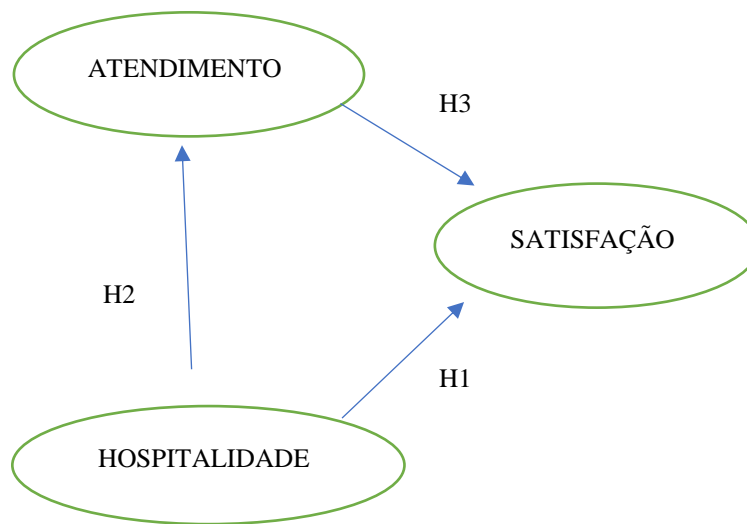 ATENDIMENTO
H3
SATISFAÇÃO
H2
H1
HOSPITALIDADE